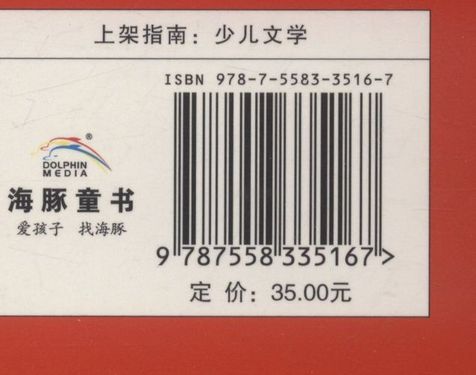 上架指南：少儿文学
ISBN 978-7-5583-3516-7
®
DOLPHIN
MEDIA
海豚童书
爱孩子 找海豚
9 787558 335167 >
定 价：35.00元